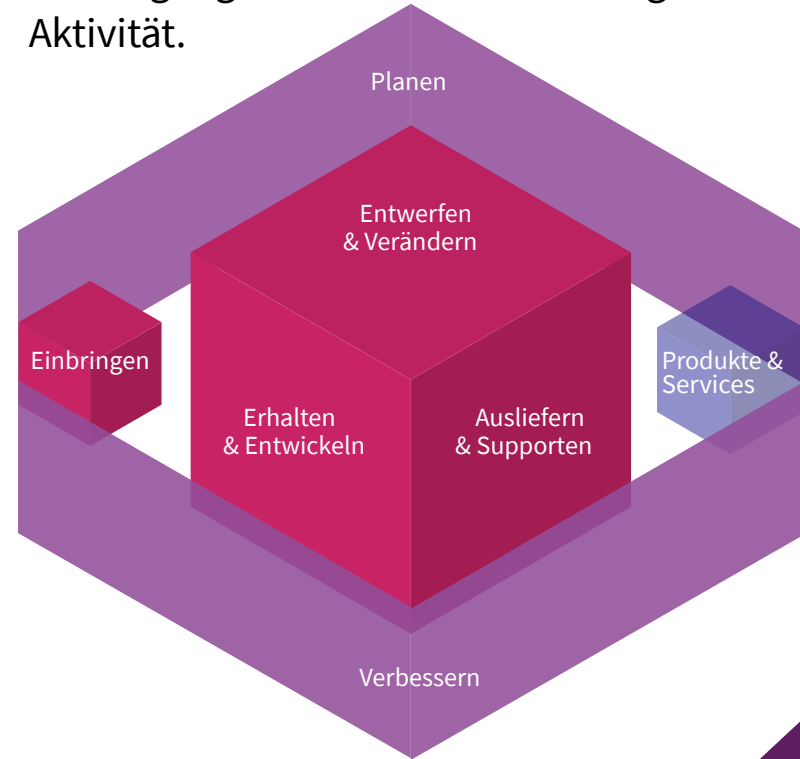 Aktivität.
Planen
Entwerfen
& Verändern
Einbringen
Produkte &
Services
Erhalten
& Entwickeln
Ausliefern
& Supporten
Verbessern